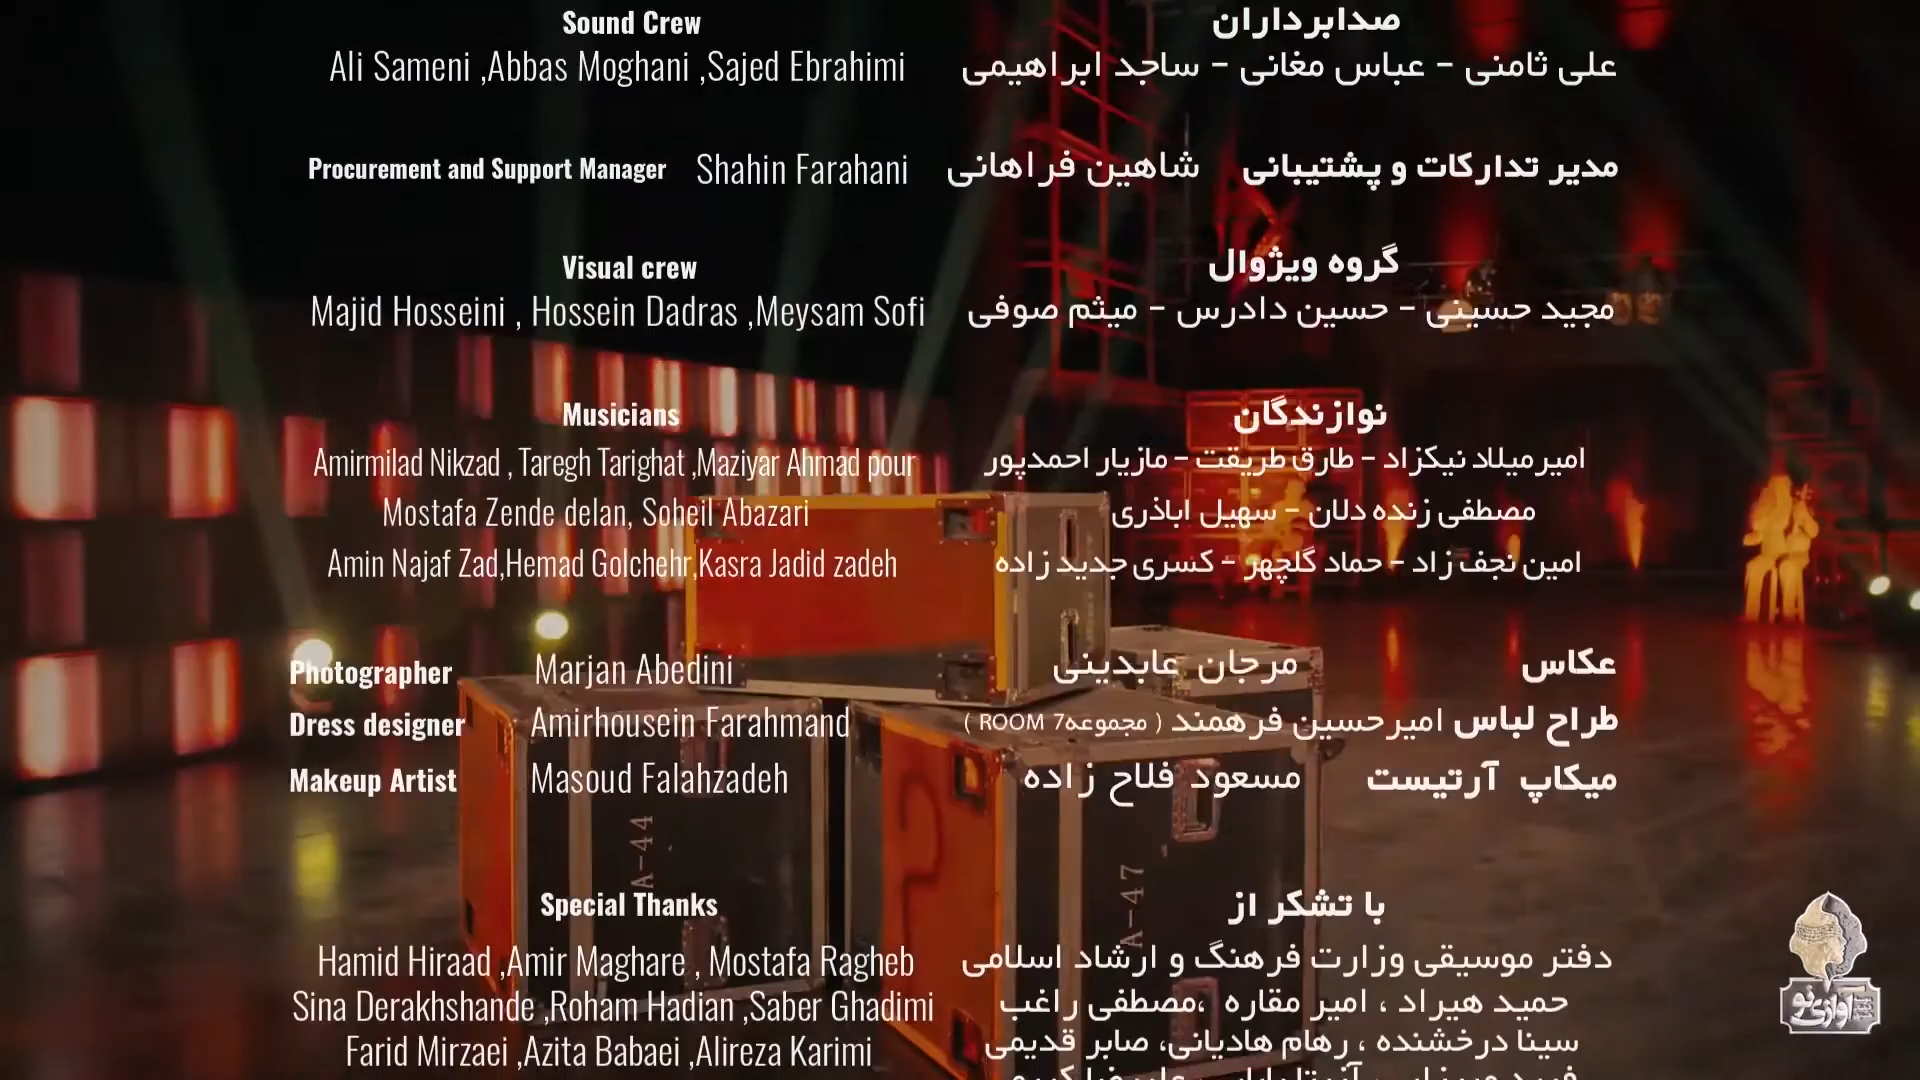 Sound Crew
صدابرداران
Ali Sameni ,Abbas Moghani ,Sajed Ebrahimi
علی ثامنی - عباس مغانی - ساجد ابراهیمی
Procurement and Support Manager Shahin Farahani
مدیر تدارکات و پشتیبانی شاهین فراهانی
Visual crew
گروه ویژوال
Majid Hosseini , Hossein Dadras ,Meysam Sofi
مجید حسینی - حسین دادرس - میثم صوفی
Musicians
نوازندگان
Amirmilad Nikzad , Taregh Tarighat ,Maziyar Ahmad pour
امیرمیلاد نیکزاد - طارق طریقت - مازیار احمدپور
Mostafa Zende delan, Soheil Abazari
مصطفی زنده دلان - سهیل اباذری
Amin Najaf Zad,Hemad Golchehr,Kasra Jadid zadeh
امین نجف زاد - حماد گلچهر - کسری جدید زاده
Photographer Marjan Abedini
عکاس مرجان عابدینی
Dress designer Amirhousein Farahmand
طراح لباس امیرحسین فرهمند ( مجموعه ROOM 7 )
Makeup Artist Masoud Falahzadeh
میکاپ آرتیست مسعود فلاح زاده
A-44
A-47
Special Thanks
با تشکر از
Hamid Hiraad ,Amir Maghare , Mostafa Ragheb
دفتر موسیقی وزارت فرهنگ و ارشاد اسلامی
Sina Derakhshande ,Roham Hadian ,Saber Ghadimi
حمید هیراد ، امیر مقاره ،مصطفی راغب
Farid Mirzaei ,Azita Babaei ,Alireza Karimi
سینا درخشنده ، رهام هادیانی، صابر قدیمی
آوازی نو